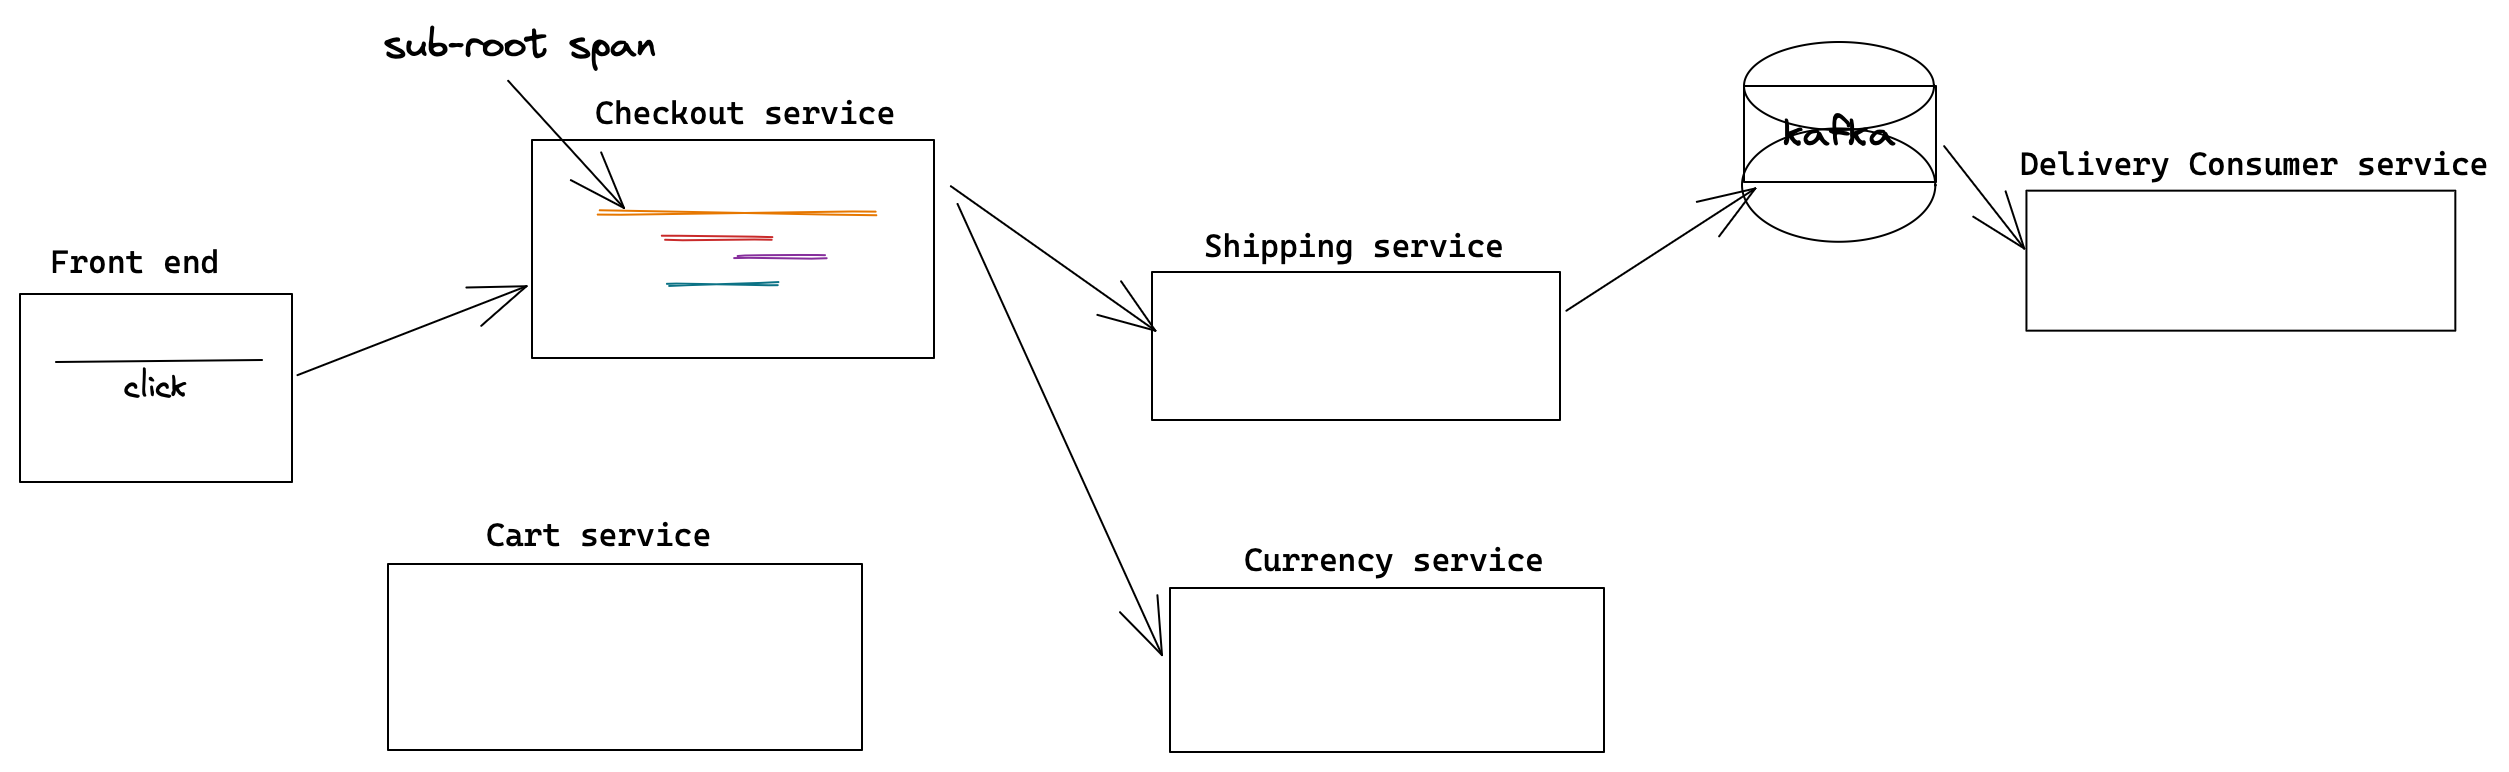 sub-root span
Checkout service
kafka
Delivery Consumer service
Shipping service
Front end
click
Cart service
Currency service